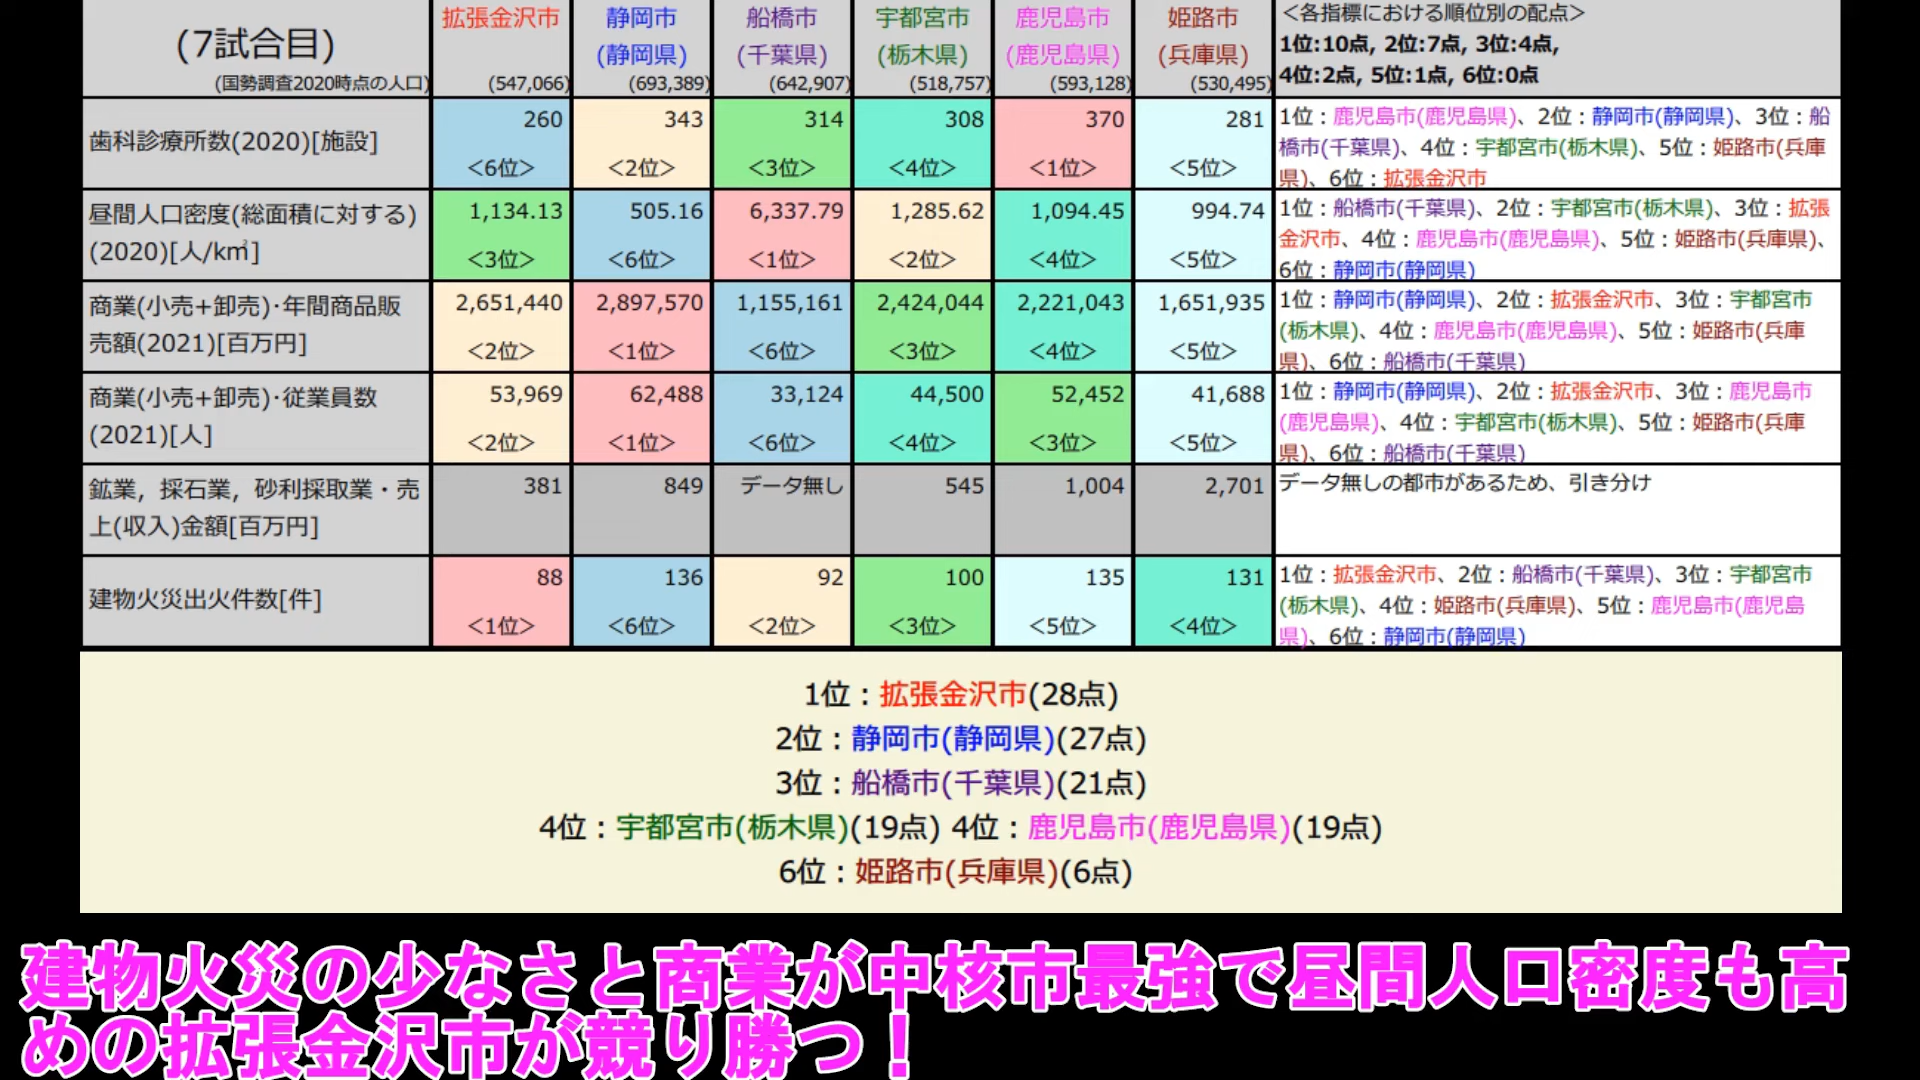 (7試合目)
(国勢調査2020時点の人口)
拡張金沢市
(547,066)
静岡市
(静岡県)
(693,389)
船橋市
(千葉県)
(642,907)
宇都宮市
(栃木県)
(518,757)
鹿児島市
(鹿児島県)
(593,128)
姫路市
(兵庫県)
(530,495)
<各指標における順位別の配点>
1位:10点, 2位:7点, 3位:4点,
4位:2点, 5位:1点, 6位:0点
歯科診療所数(2020)[施設]
260 343 314 308 370 281
<6位> <2位> <3位> <4位> <1位> <5位>
1位：鹿児島市(鹿児島県)、2位：静岡市(静岡県)、3位：船
橋市(千葉県)、4位：宇都宮市(栃木県)、5位：姫路市(兵庫
県)、6位：拡張金沢市
昼間人口密度(総面積に対する)
(2020)[人/k㎡]
1,134.13 505.16 6,337.79 1,285.62 1,094.45 994.74
<3位> <6位> <1位> <2位> <4位> <5位>
1位：船橋市(千葉県)、2位：宇都宮市(栃木県)、3位：拡張
金沢市、4位：鹿児島市(鹿児島県)、5位：姫路市(兵庫県)、
6位：静岡市(静岡県)
商業(小売+卸売)･年間商品販
売額(2021)[百万円]
2,651,440 2,897,570 1,155,161 2,424,044 2,221,043 1,651,935
<2位> <1位> <6位> <3位> <4位> <5位>
1位：静岡市(静岡県)、2位：拡張金沢市、3位：宇都宮市
(栃木県)、4位：鹿児島市(鹿児島県)、5位：姫路市(兵庫
県)、6位：船橋市(千葉県)
商業(小売+卸売)･従業員数
(2021)[人]
53,969 62,488 33,124 44,500 52,452 41,688
<2位> <1位> <6位> <4位> <3位> <5位>
1位：静岡市(静岡県)、2位：拡張金沢市、3位：鹿児島市
(鹿児島県)、4位：宇都宮市(栃木県)、5位：姫路市(兵庫
県)、6位：船橋市(千葉県)
鉱業，採石業，砂利採取業・売
上(収入)金額[百万円]
381 849 データ無し 545 1,004 2,701
データ無しの都市があるため、引き分け
建物火災出火件数[件]
88 136 92 100 135 131
<1位> <6位> <2位> <3位> <5位> <4位>
1位：拡張金沢市、2位：船橋市(千葉県)、3位：宇都宮市
(栃木県)、4位：姫路市(兵庫県)、5位：鹿児島市(鹿児島
県)、6位：静岡市(静岡県)
1位：拡張金沢市(28点)
2位：静岡市(静岡県)(27点)
3位：船橋市(千葉県)(21点)
4位：宇都宮市(栃木県)(19点) 4位：鹿児島市(鹿児島県)(19点)
6位：姫路市(兵庫県)(6点)
建物火災の少なさと商業が中核市最強で昼間人口密度も高
めの拡張金沢市が競り勝つ！